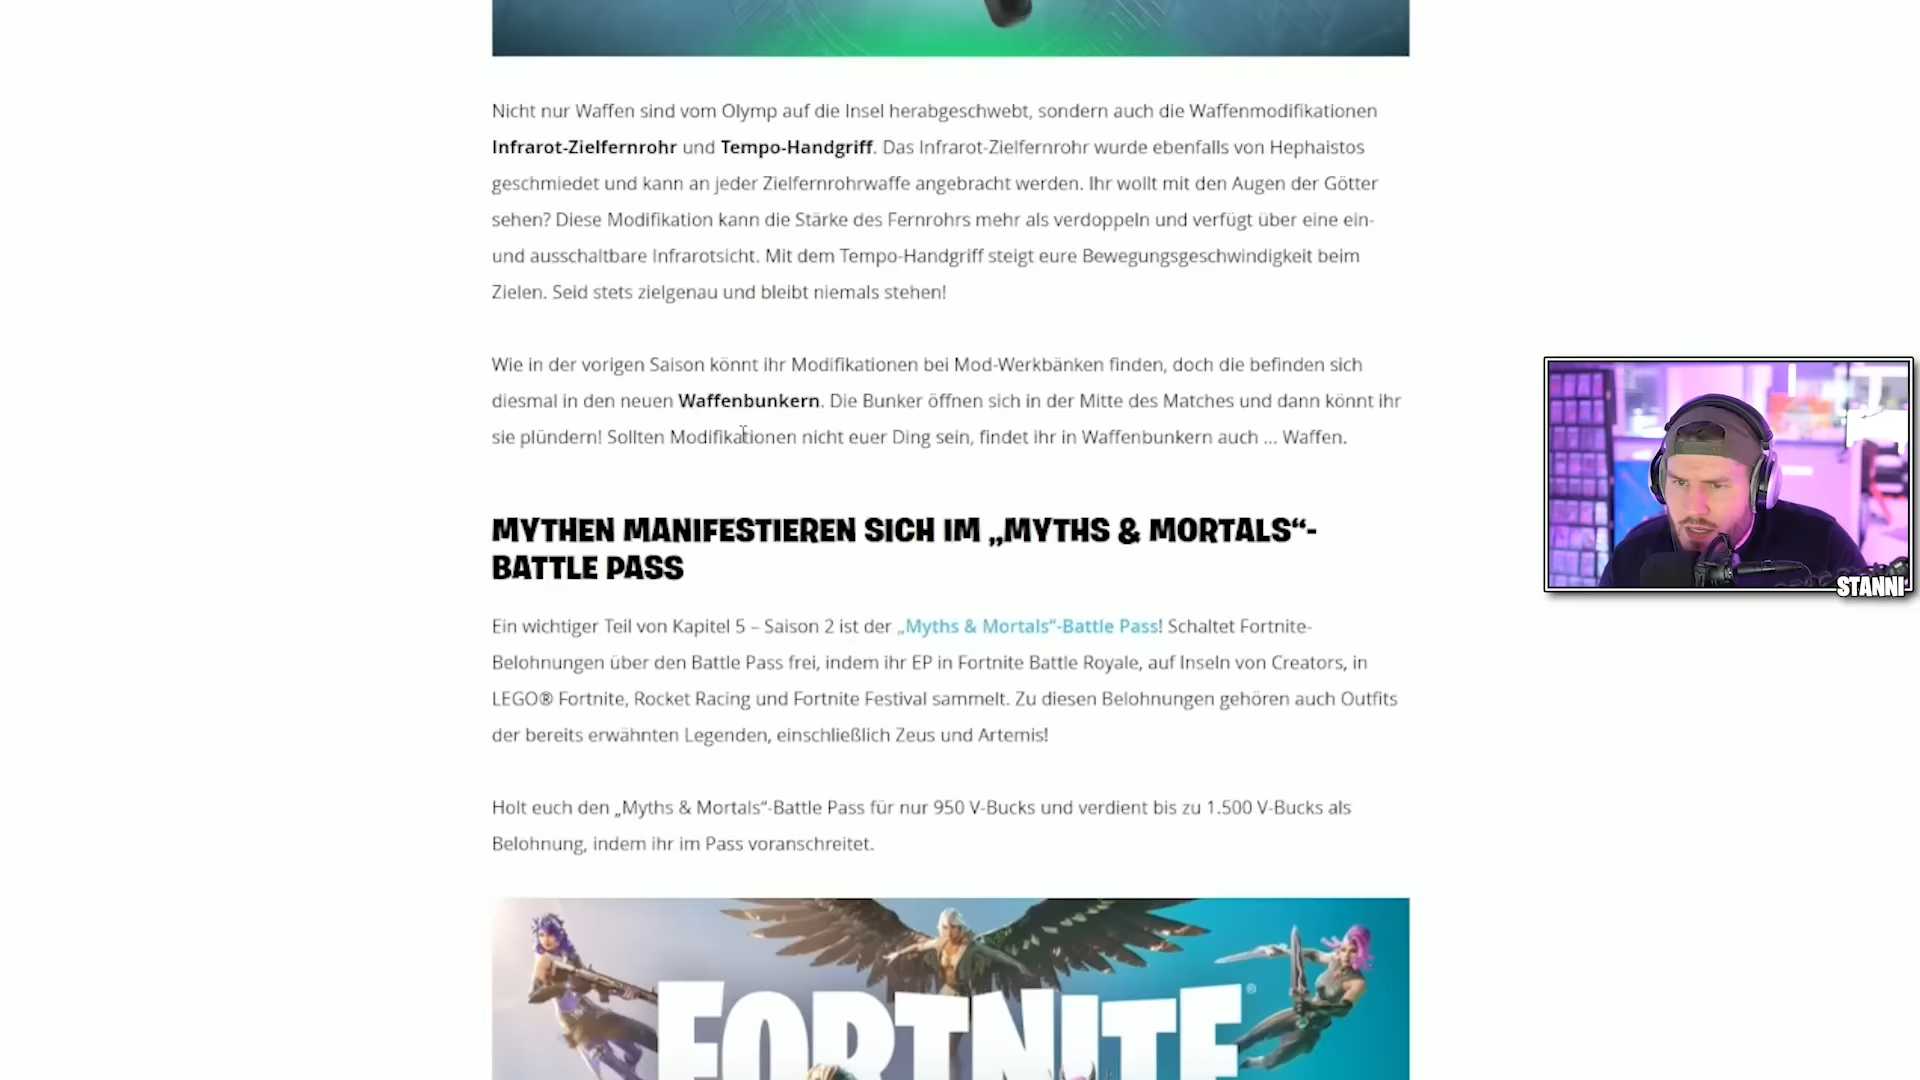 Nicht nur Waffen sind vom Olymp auf die Insel herabgeschwebt, sondern auch die Waffenmodifikationen
Infrarot-Zielfernrohr und Tempo-Handgriff. Das Infrarot-Zielfernrohr wurde ebenfalls von Hephaistos
geschmiedet und kann an jeder Zielfernrohrwaffe angebracht werden. Ihr wollt mit den Augen der Götter
sehen? Diese Modifikation kann die Stärke des Fernrohrs mehr als verdoppeln und verfügt über eine ein-
und ausschaltbare Infrarotsicht. Mit dem Tempo-Handgriff steigt eure Bewegungsgeschwindigkeit beim
Zielen. Seid stets zielgenau und bleibt niemals stehen!
Wie in der vorigen Saison könnt ihr Modifikationen bei Mod-Werkbänken finden, doch die befinden sich
diesmal in den neuen Waffenbunkern. Die Bunker öffnen sich in der Mitte des Matches und dann könnt ihr
sie plündern! Sollten Modifikationen nicht euer Ding sein, findet ihr in Waffenbunkern auch ... Waffen.
MYTHEN MANIFESTIEREN SICH IM „MYTHS & MORTALS“-
BATTLE PASS
Ein wichtiger Teil von Kapitel 5 – Saison 2 ist der „Myths & Mortals“-Battle Pass! Schaltet Fortnite-
Belohnungen über den Battle Pass frei, indem ihr EP in Fortnite Battle Royale, auf Inseln von Creators, in
LEGO® Fortnite, Rocket Racing und Fortnite Festival sammelt. Zu diesen Belohnungen gehören auch Outfits
der bereits erwähnten Legenden, einschließlich Zeus und Artemis!
Holt euch den „Myths & Mortals“-Battle Pass für nur 950 V-Bucks und verdient bis zu 1.500 V-Bucks als
Belohnung, indem ihr im Pass voranschreitet.
FORTNITE®
STANNI